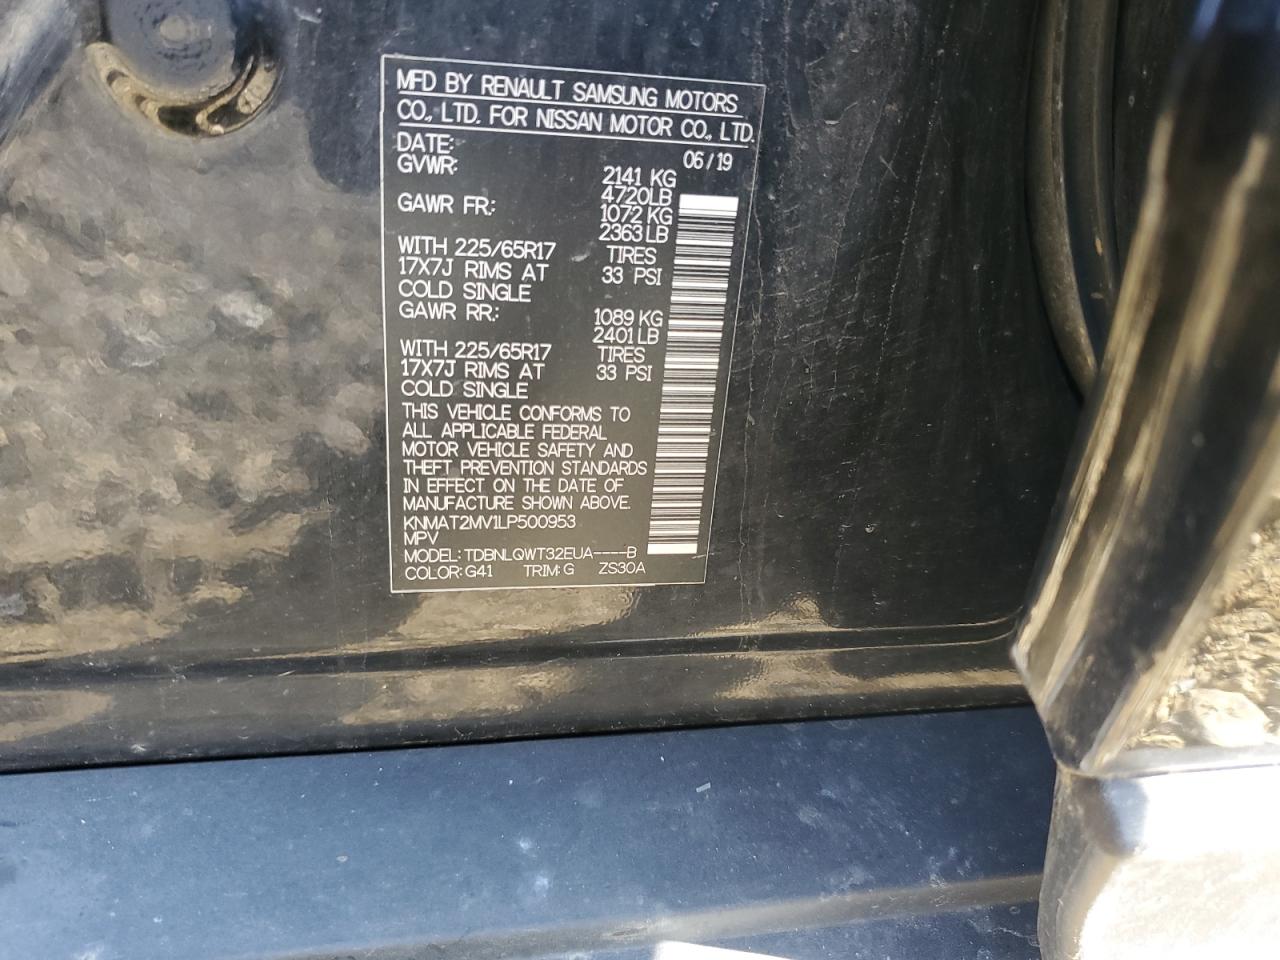 MFD BY RENAULT SAMSUNG MOTORS
CO., LTD. FOR NISSAN MOTOR CO., LTD.
DATE: 06/19
GVWR: 2141 KG
4720LB
GAWR FR: 1072 KG
2363LB
WITH 225/65R17 TIRES
17X7J RIMS AT 33 PSI
COLD SINGLE
GAWR RR: 1089 KG
2401LB
WITH 225/65R17 TIRES
17X7J RIMS AT 33 PSI
COLD SINGLE
THIS VEHICLE CONFORMS TO
ALL APPLICABLE FEDERAL
MOTOR VEHICLE SAFETY AND
THEFT PREVENTION STANDARDS
IN EFFECT ON THE DATE OF
MANUFACTURE SHOWN ABOVE.
KNMAT2MV1LP500953
MPV
MODEL: TDBNLQWT32EUA----B
COLOR: G41 TRIM: G ZS30A